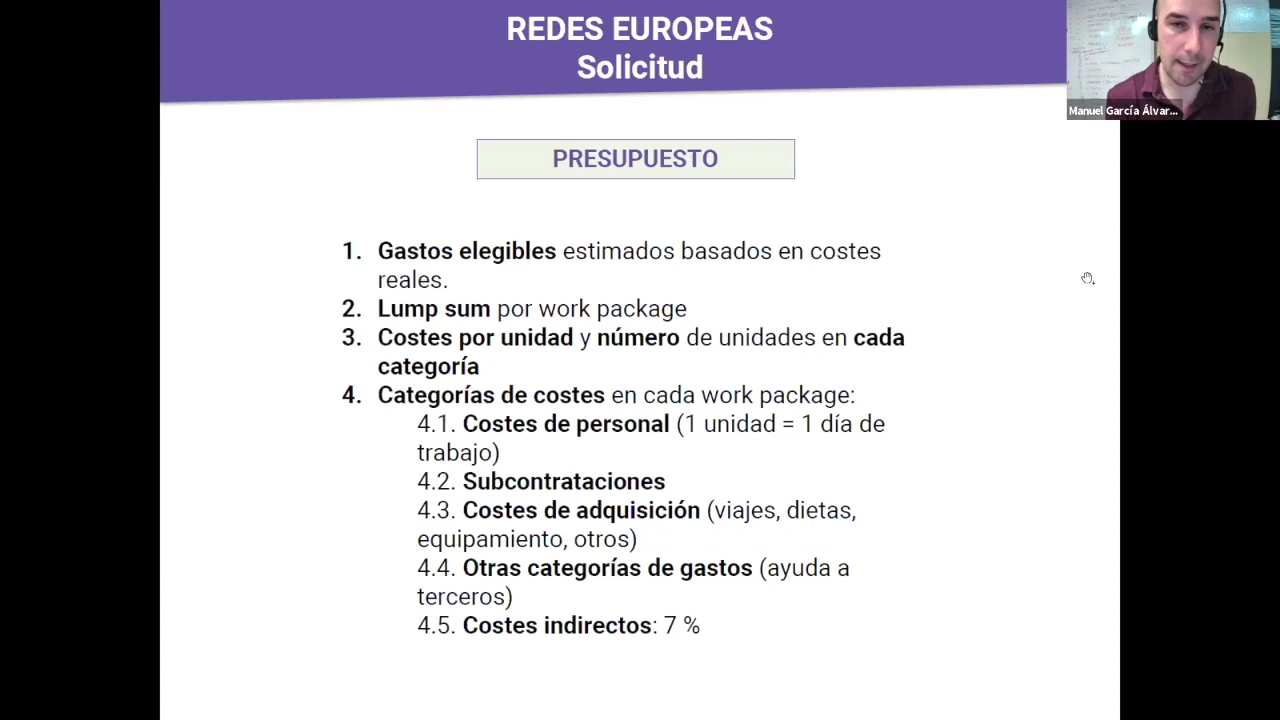 REDES EUROPEAS
Solicitud
Manuel García Álvar...
PRESUPUESTO
1. Gastos elegibles estimados basados en costes
reales.
2. Lump sum por work package
3. Costes por unidad y número de unidades en cada
categoría
4. Categorías de costes en cada work package:
4.1. Costes de personal (1 unidad = 1 día de
trabajo)
4.2. Subcontrataciones
4.3. Costes de adquisición (viajes, dietas,
equipamiento, otros)
4.4. Otras categorías de gastos (ayuda a
terceros)
4.5. Costes indirectos: 7 %